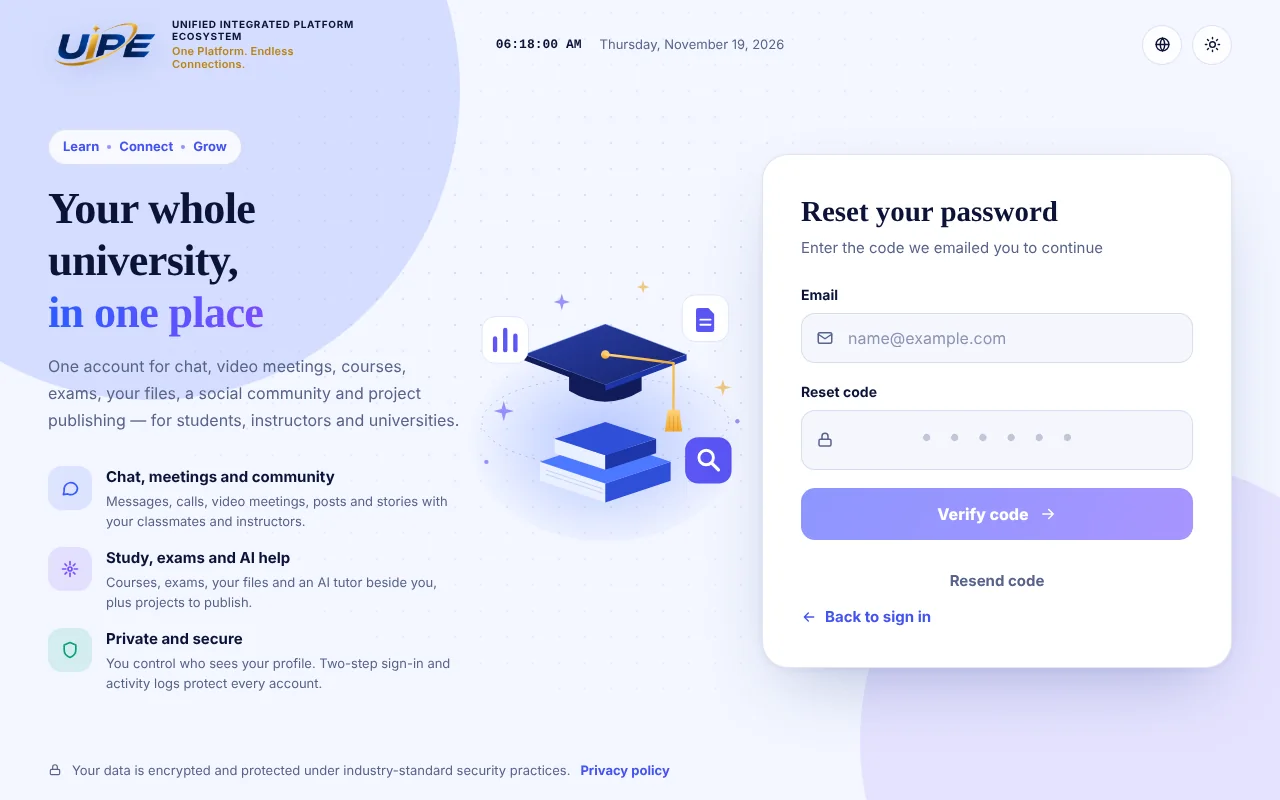 UiPE
UNIFIED INTEGRATED PLATFORM
ECOSYSTEM
One Platform. Endless
Connections.
06:18:00 AM Thursday, November 19, 2026
Learn • Connect • Grow
Your whole
university,
in one place
One account for chat, video meetings, courses,
exams, your files, a social community and project
publishing — for students, instructors and universities.
Chat, meetings and community
Messages, calls, video meetings, posts and stories with
your classmates and instructors.
Study, exams and AI help
Courses, exams, your files and an AI tutor beside you,
plus projects to publish.
Private and secure
You control who sees your profile. Two-step sign-in and
activity logs protect every account.
Reset your password
Enter the code we emailed you to continue
Email
name@example.com
Reset code
• • • • • •
Verify code →
Resend code
← Back to sign in
Your data is encrypted and protected under industry-standard security practices. Privacy policy